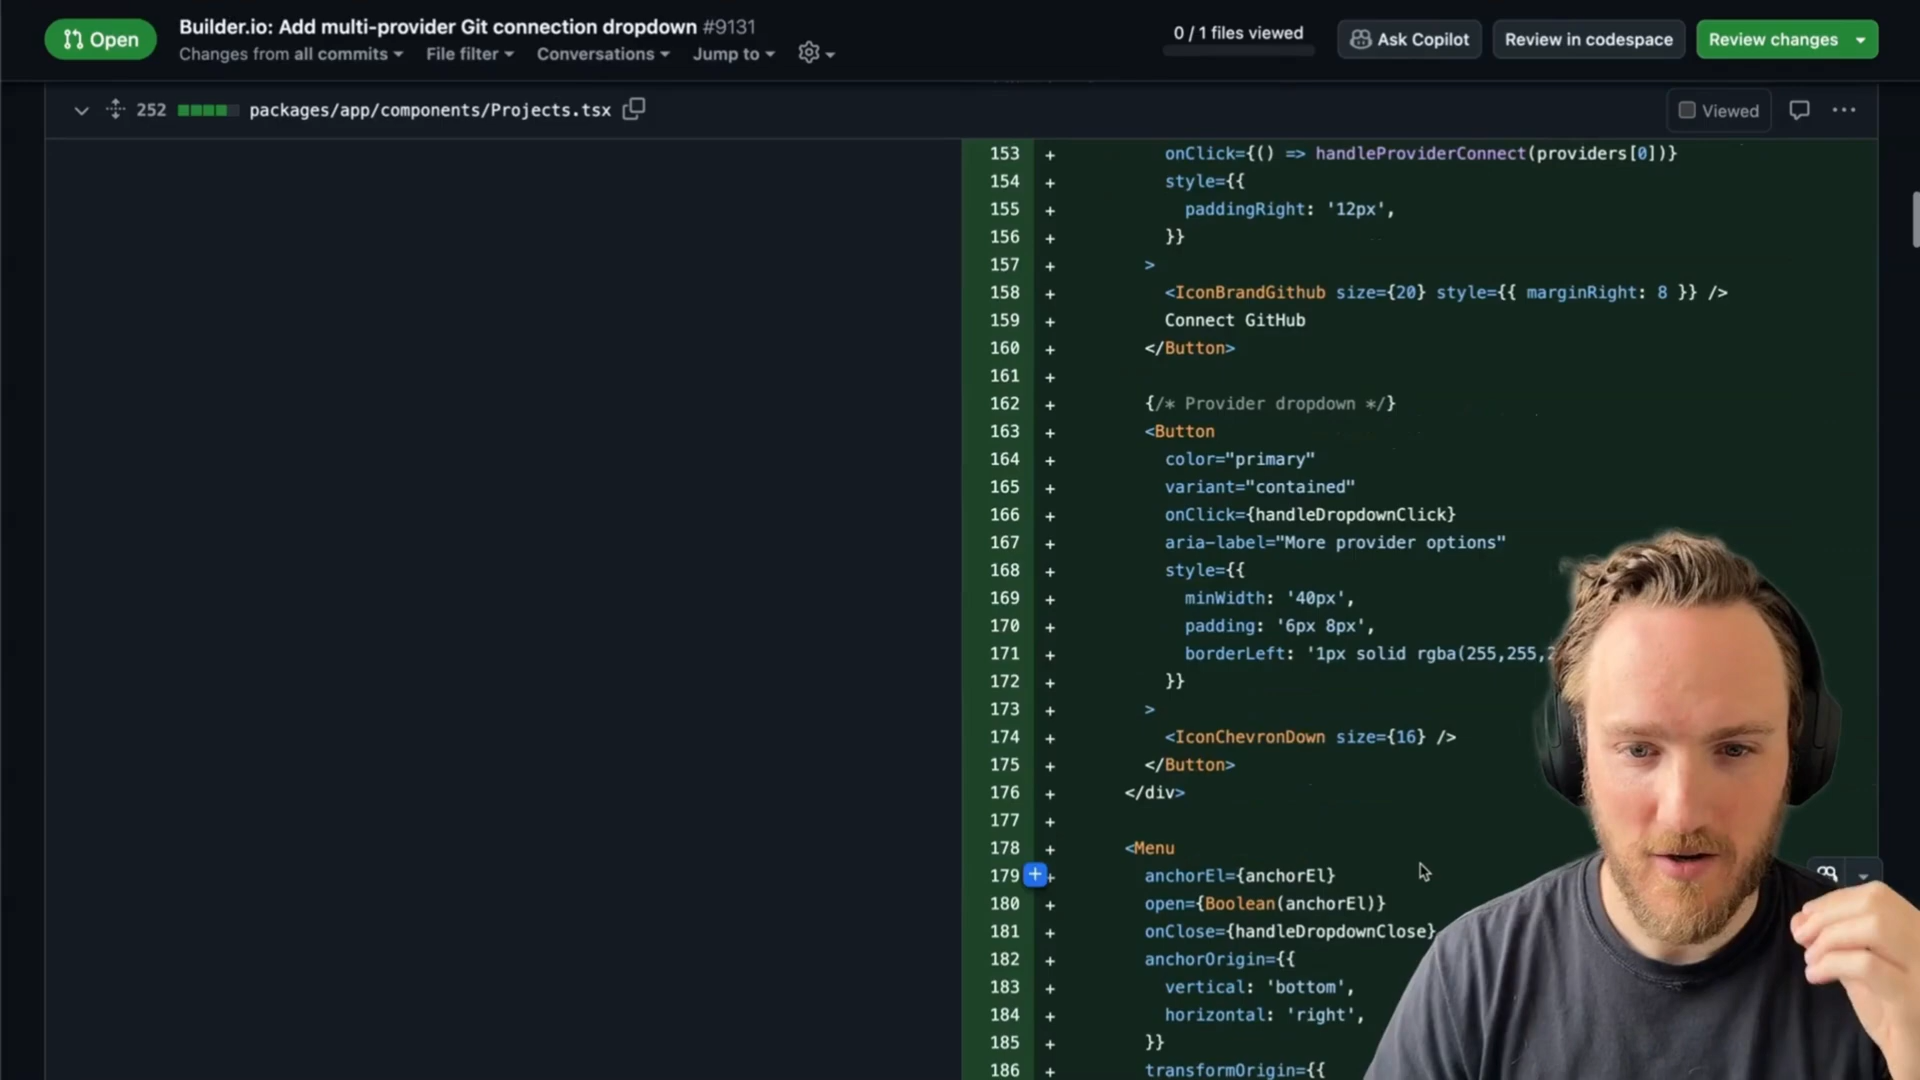 Open
Builder.io: Add multi-provider Git connection dropdown #9131
Changes from all commits File filter Conversations Jump to
0 / 1 files viewed
Ask Copilot
Review in codespace
Review changes
252 packages/app/components/Projects.tsx
Viewed
153 + onClick={() => handleProviderConnect(providers[0])}
154 + style={{
155 + paddingRight: '12px',
156 + }}
157 + >
158 + <IconBrandGithub size={20} style={{ marginRight: 8 }} />
159 + Connect GitHub
160 + </Button>
161 +
162 + {/* Provider dropdown */}
163 + <Button
164 + color="primary"
165 + variant="contained"
166 + onClick={handleDropdownClick}
167 + aria-label="More provider options"
168 + style={{
169 + minWidth: '40px',
170 + padding: '6px 8px',
171 + borderLeft: '1px solid rgba(255,255,2
172 + }}
173 + >
174 + <IconChevronDown size={16} />
175 + </Button>
176 + </div>
177 +
178 + <Menu
179 + anchorEl={anchorEl}
180 + open={Boolean(anchorEl)}
181 + onClose={handleDropdownClose}
182 + anchorOrigin={{
183 + vertical: 'bottom',
184 + horizontal: 'right',
185 + }}
186 + transformOrigin={{